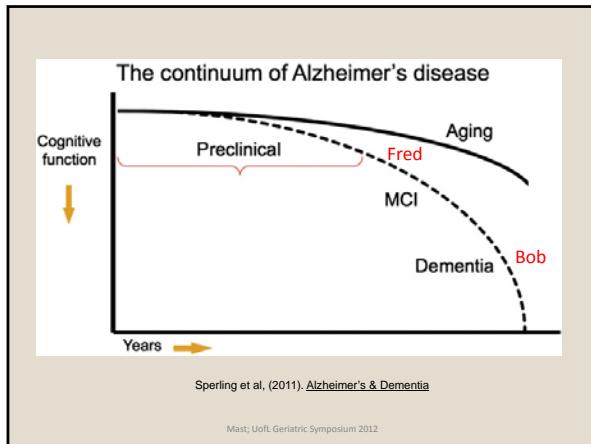 The continuum of Alzheimer's disease
Cognitive
function
Aging
Preclinical
Fred
MCI
Dementia
Bob
Years
Sperling et al, (2011). Alzheimer's & Dementia
Mast; UofL Geriatric Symposium 2012